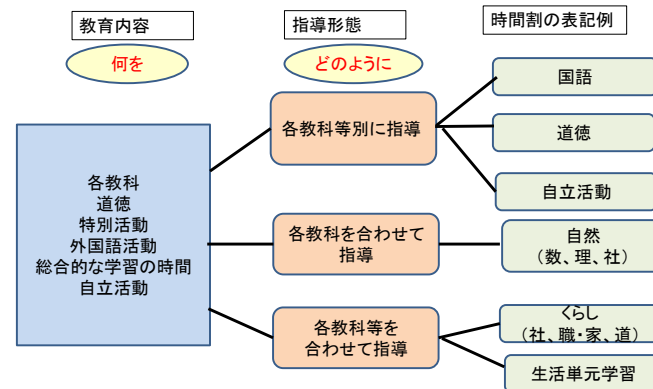 教育内容
指導形態
時間割の表記例
何を
どのように
各教科
道徳
特別活動
外国語活動
総合的な学習の時間
自立活動
各教科等別に指導
各教科を合わせて
指導
各教科等を
合わせて指導
国語
道徳
自立活動
自然
(数、理、社)
くらし
(社、職・家、道)
生活単元学習